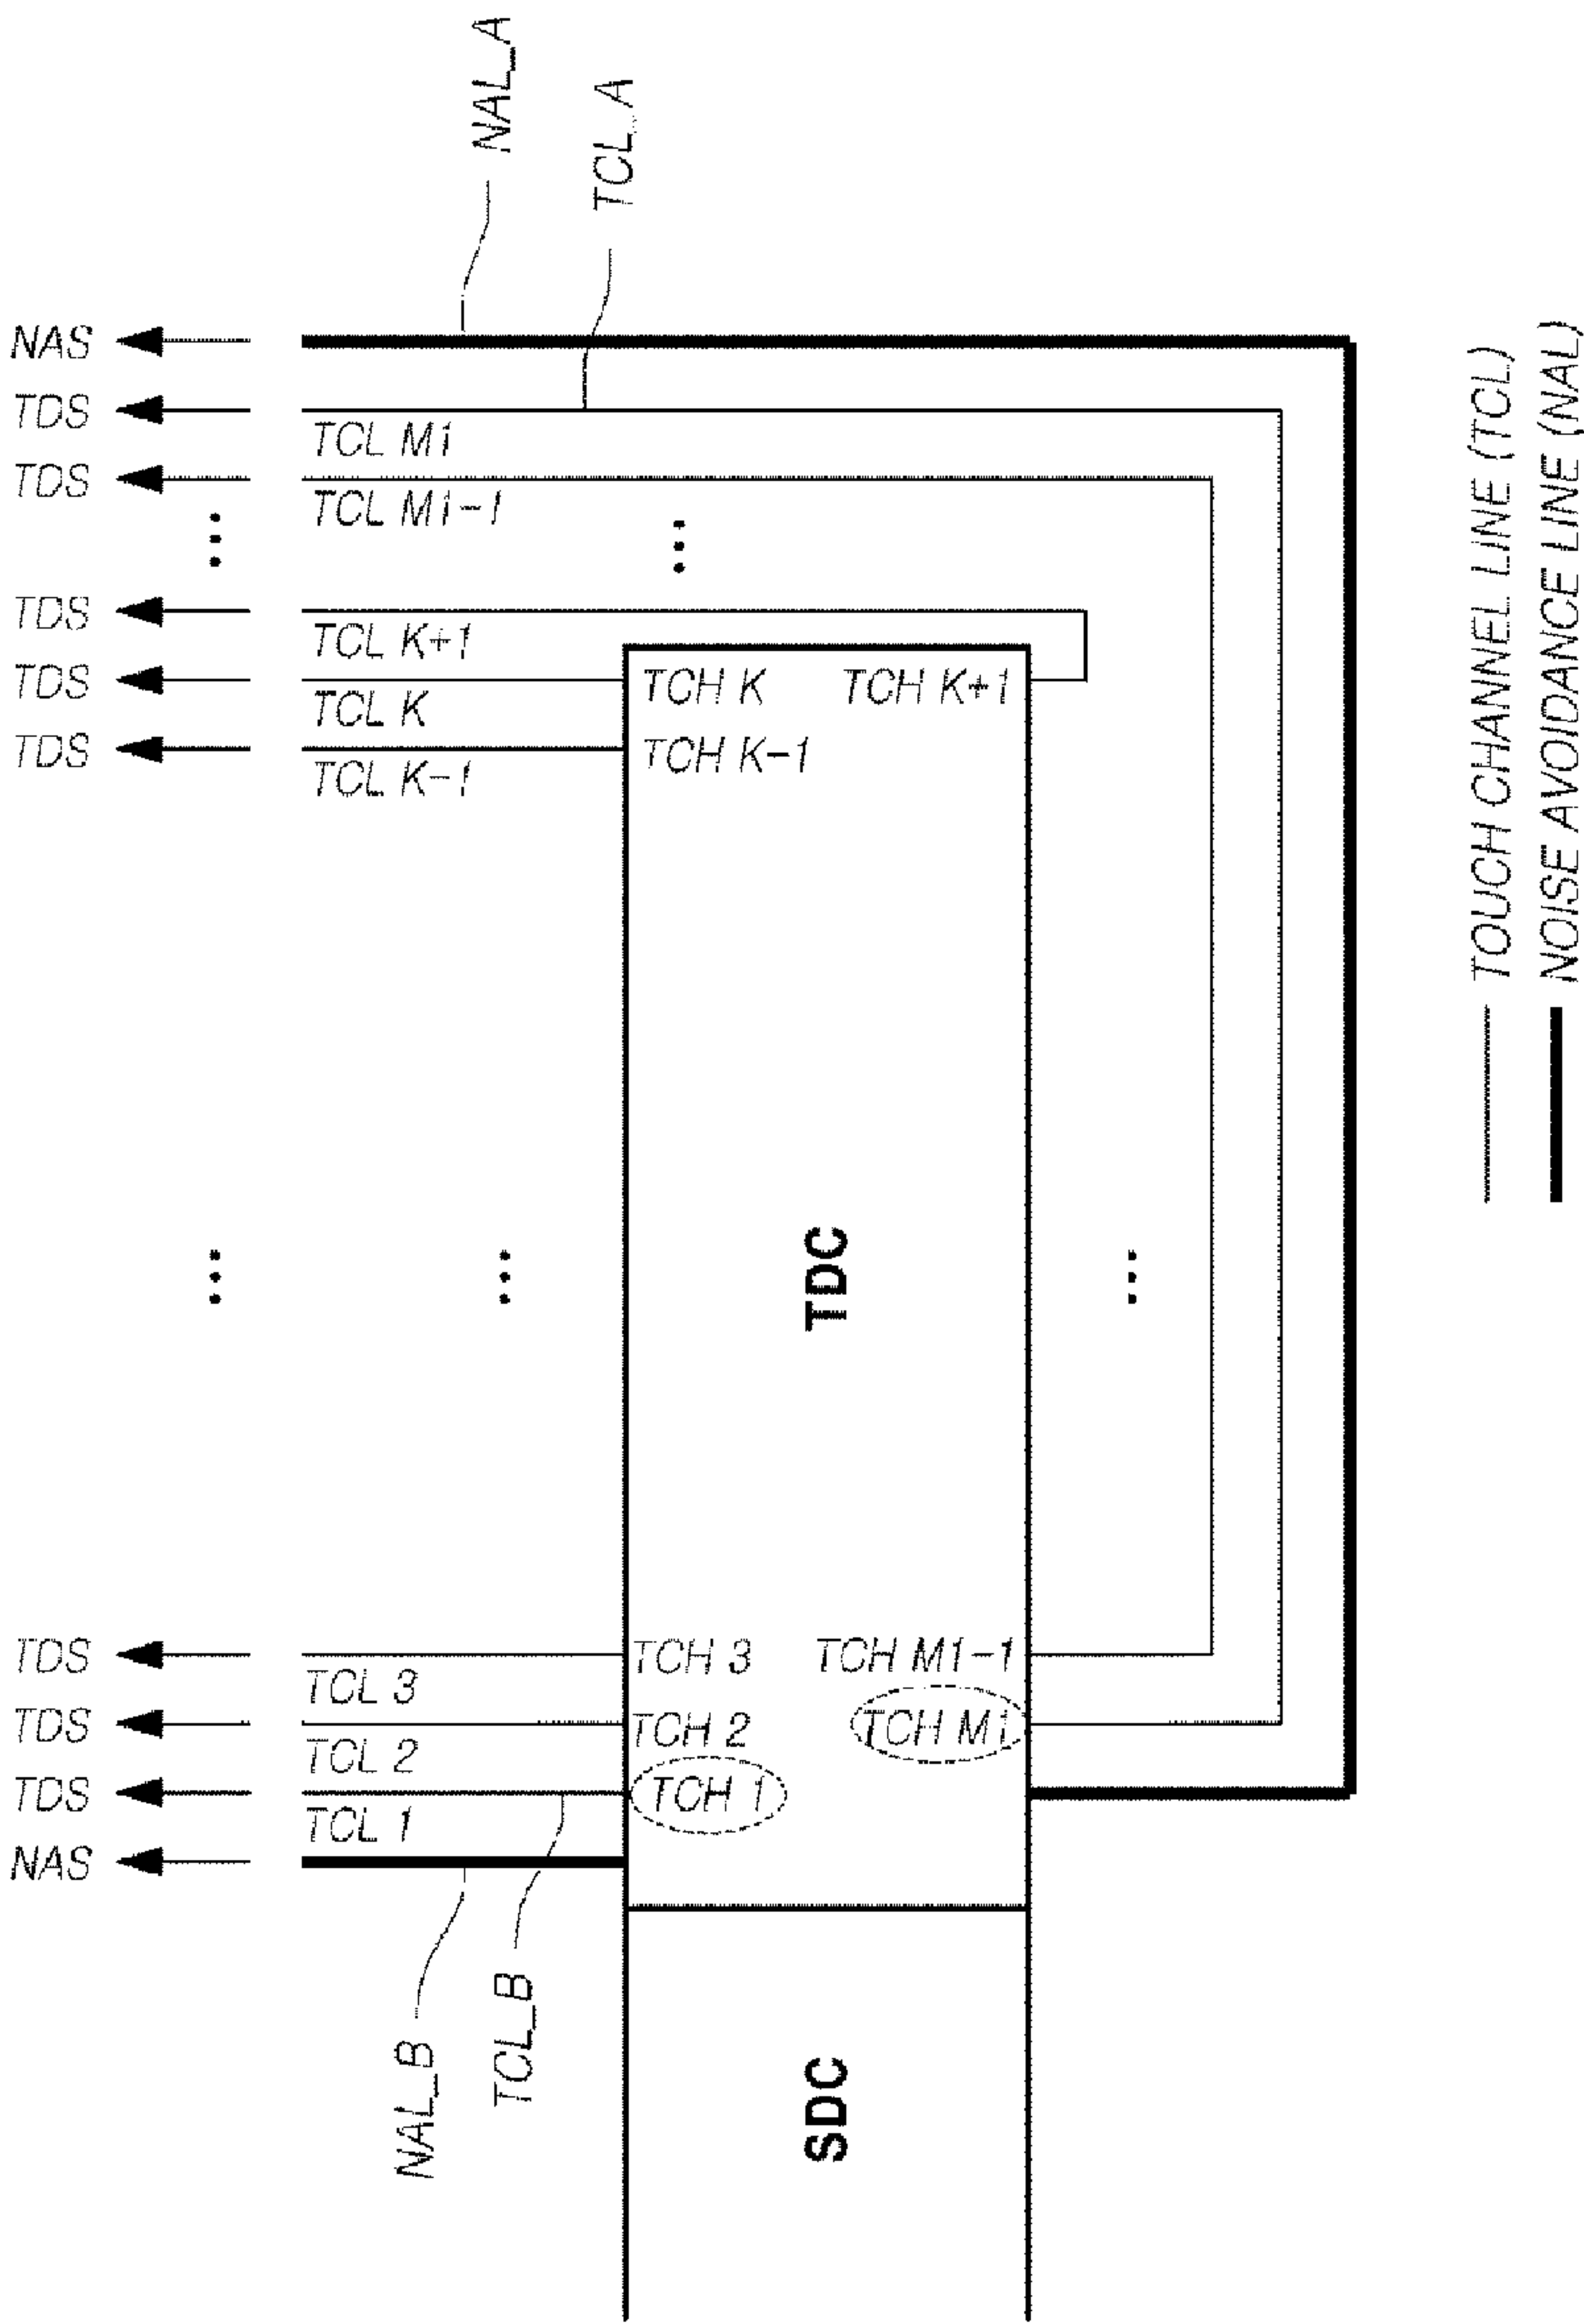 NAL_A
TCL_A
NAS
TDS
TCL M1
TDS
TCL M1-1
...
...
TDS
TCL K+1
TDS
TCL K
TCH K
TCH K+1
TDS
TCL K-1
TCH K-1
...
...
TDC
...
TDS
TCL 3
TCH 3
TCH M1-1
TDS
TCL 2
TCH 2
TCH M1
TDS
TCL 1
TCH 1
NAS
NAL_B
TCL_B
SDC
TOUCH CHANNEL LINE (TCL)
NOISE AVOIDANCE LINE (NAL)